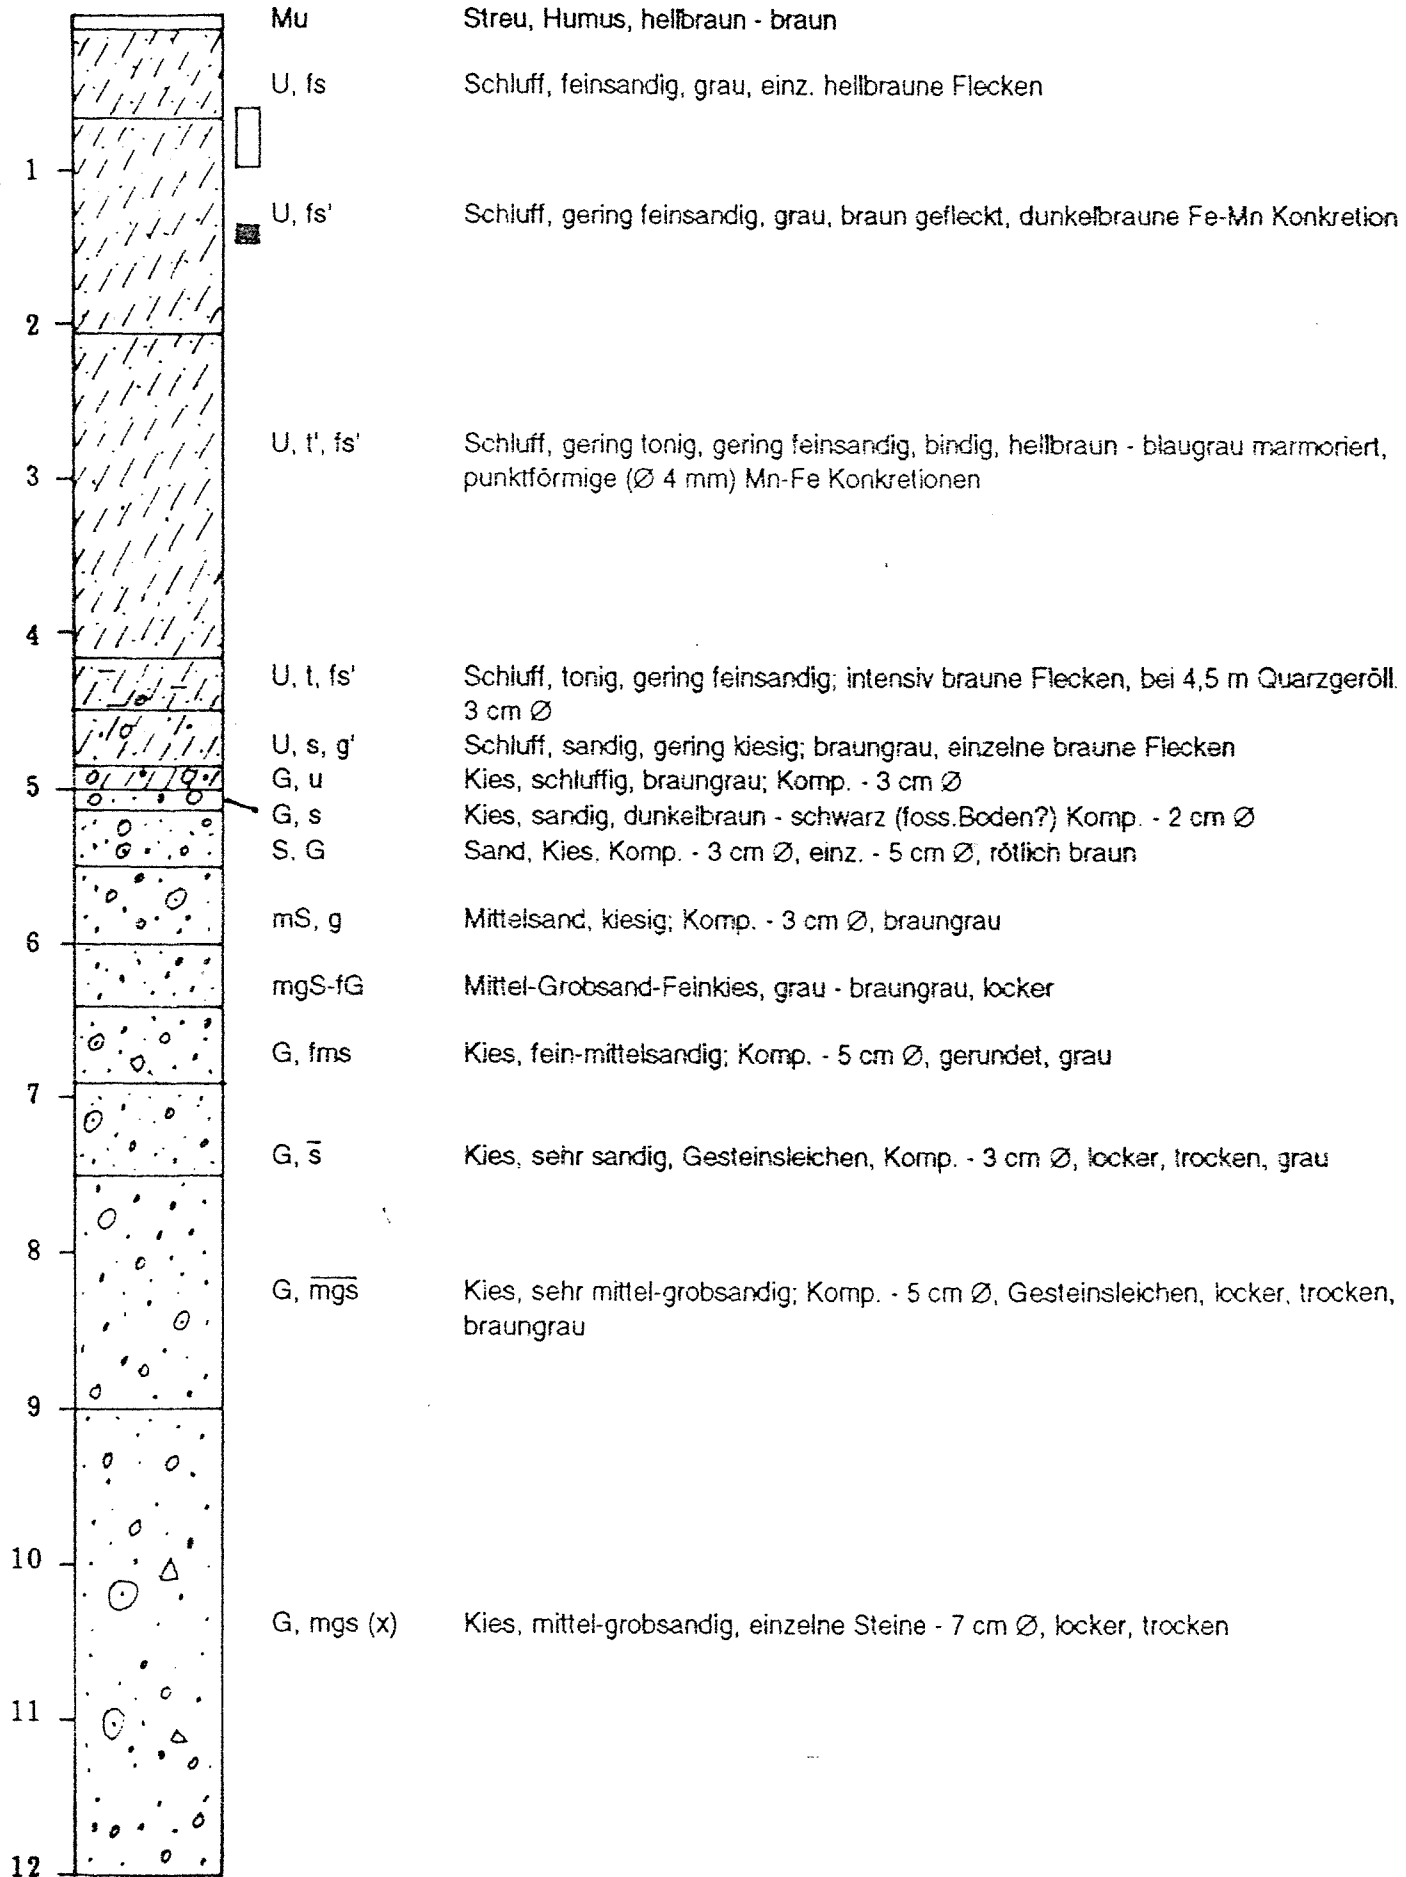 Mu Streu, Humus, hellbraun - braun
U, fs Schluff, feinsandig, grau, einz. hellbraune Flecken
1
U, fs' Schluff, gering feinsandig, grau, braun gefleckt, dunkelbraune Fe-Mn Konkretion
2
U, t', fs' Schluff, gering tonig, gering feinsandig, bindig, hellbraun - blaugrau marmoriert,
3 punktförmige (Ø 4 mm) Mn-Fe Konkretionen
4
U, t, fs' Schluff, tonig, gering feinsandig; intensiv braune Flecken, bei 4,5 m Quarzgeröll.
3 cm Ø
U, s, g' Schluff, sandig, gering kiesig; braungrau, einzelne braune Flecken
5 G, u Kies, schluffig, braungrau; Komp. - 3 cm Ø
G, s Kies, sandig, dunkelbraun - schwarz (foss.Boden?) Komp. - 2 cm Ø
S, G Sand, Kies, Komp. - 3 cm Ø, einz. - 5 cm Ø, rötlich braun
mS, g Mittelsand, kiesig; Komp. - 3 cm Ø, braungrau
6
mgS-fG Mittel-Grobsand-Feinkies, grau - braungrau, locker
G, fms Kies, fein-mittelsandig; Komp. - 5 cm Ø, gerundet, grau
7
G, s̅ Kies, sehr sandig, Gesteinsleichen, Komp. - 3 cm Ø, locker, trocken, grau
8
G, m̅g̅s̅ Kies, sehr mittel-grobsandig; Komp. - 5 cm Ø, Gesteinsleichen, locker, trocken,
braungrau
9
10
G, mgs (x) Kies, mittel-grobsandig, einzelne Steine - 7 cm Ø, locker, trocken
11
12